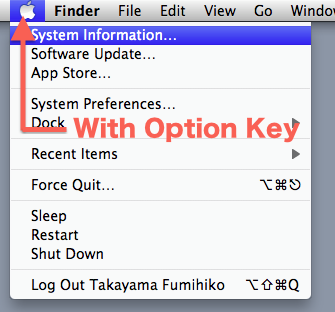 Finder File Edit View Go Window
System Information...
Software Update...
App Store...
System Preferences...
Dock
With Option Key
Recent Items
Force Quit... ⌥⌘⎋
Sleep
Restart
Shut Down
Log Out Takayama Fumihiko ⌥⇧⌘Q